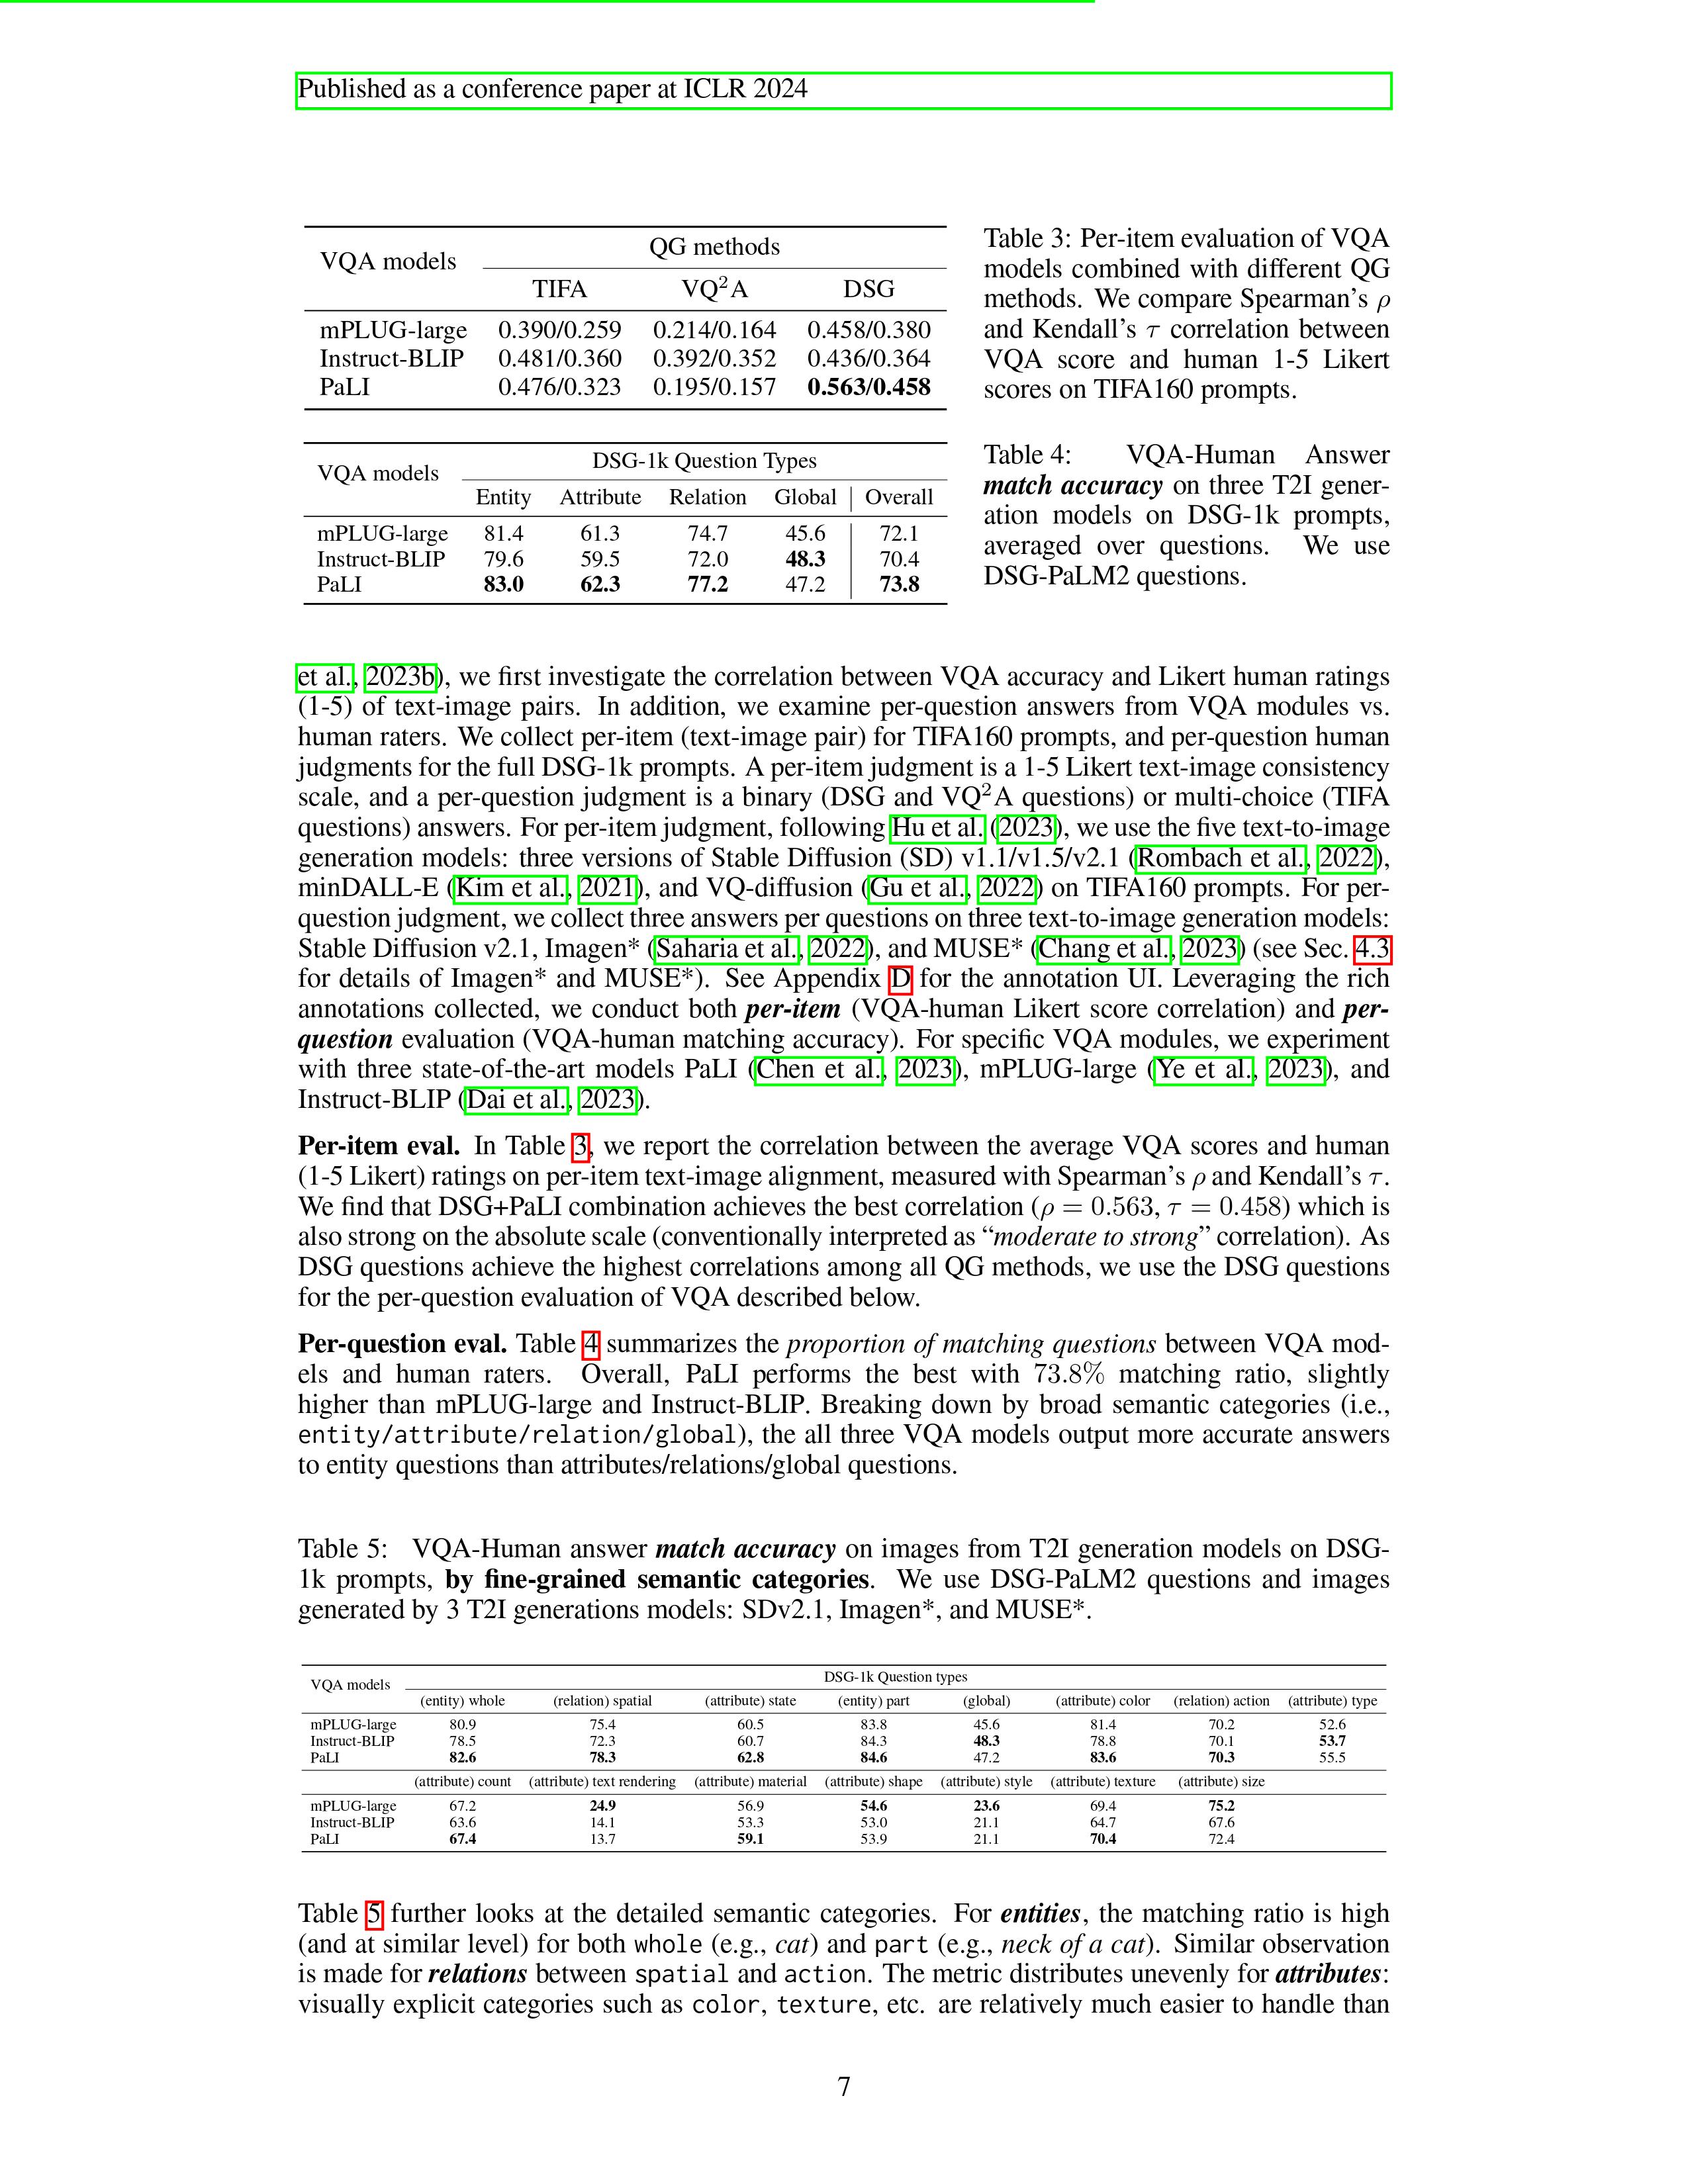 Published as a conference paper at ICLR 2024
VQA models QG methods
TIFA VQ²A DSG
mPLUG-large 0.390/0.259 0.214/0.164 0.458/0.380
Instruct-BLIP 0.481/0.360 0.392/0.352 0.436/0.364
PaLI 0.476/0.323 0.195/0.157 0.563/0.458
Table 3: Per-item evaluation of VQA
models combined with different QG
methods. We compare Spearman's ρ
and Kendall's τ correlation between
VQA score and human 1-5 Likert
scores on TIFA160 prompts.
VQA models DSG-1k Question Types
Entity Attribute Relation Global Overall
mPLUG-large 81.4 61.3 74.7 45.6 72.1
Instruct-BLIP 79.6 59.5 72.0 48.3 70.4
PaLI 83.0 62.3 77.2 47.2 73.8
Table 4: VQA-Human Answer
match accuracy on three T2I gener-
ation models on DSG-1k prompts,
averaged over questions. We use
DSG-PaLM2 questions.
et al., 2023b), we first investigate the correlation between VQA accuracy and Likert human ratings
(1-5) of text-image pairs. In addition, we examine per-question answers from VQA modules vs.
human raters. We collect per-item (text-image pair) for TIFA160 prompts, and per-question human
judgments for the full DSG-1k prompts. A per-item judgment is a 1-5 Likert text-image consistency
scale, and a per-question judgment is a binary (DSG and VQ²A questions) or multi-choice (TIFA
questions) answers. For per-item judgment, following Hu et al. (2023), we use the five text-to-image
generation models: three versions of Stable Diffusion (SD) v1.1/v1.5/v2.1 (Rombach et al., 2022),
minDALL-E (Kim et al., 2021), and VQ-diffusion (Gu et al., 2022) on TIFA160 prompts. For per-
question judgment, we collect three answers per questions on three text-to-image generation models:
Stable Diffusion v2.1, Imagen* (Saharia et al., 2022), and MUSE* (Chang et al., 2023) (see Sec. 4.3
for details of Imagen* and MUSE*). See Appendix D for the annotation UI. Leveraging the rich
annotations collected, we conduct both per-item (VQA-human Likert score correlation) and per-
question evaluation (VQA-human matching accuracy). For specific VQA modules, we experiment
with three state-of-the-art models PaLI (Chen et al., 2023), mPLUG-large (Ye et al., 2023), and
Instruct-BLIP (Dai et al., 2023).
Per-item eval. In Table 3, we report the correlation between the average VQA scores and human
(1-5 Likert) ratings on per-item text-image alignment, measured with Spearman's ρ and Kendall's τ.
We find that DSG+PaLI combination achieves the best correlation (ρ = 0.563, τ = 0.458) which is
also strong on the absolute scale (conventionally interpreted as “moderate to strong” correlation). As
DSG questions achieve the highest correlations among all QG methods, we use the DSG questions
for the per-question evaluation of VQA described below.
Per-question eval. Table 4 summarizes the proportion of matching questions between VQA mod-
els and human raters. Overall, PaLI performs the best with 73.8% matching ratio, slightly
higher than mPLUG-large and Instruct-BLIP. Breaking down by broad semantic categories (i.e.,
entity/attribute/relation/global), the all three VQA models output more accurate answers
to entity questions than attributes/relations/global questions.
Table 5: VQA-Human answer match accuracy on images from T2I generation models on DSG-
1k prompts, by fine-grained semantic categories. We use DSG-PaLM2 questions and images
generated by 3 T2I generations models: SDv2.1, Imagen*, and MUSE*.
VQA models DSG-1k Question types
(entity) whole (relation) spatial (attribute) state (entity) part (global) (attribute) color (relation) action (attribute) type
mPLUG-large 80.9 75.4 60.5 83.8 45.6 81.4 70.2 52.6
Instruct-BLIP 78.5 72.3 60.7 84.3 48.3 78.8 70.1 53.7
PaLI 82.6 78.3 62.8 84.6 47.2 83.6 70.3 55.5
(attribute) count (attribute) text rendering (attribute) material (attribute) shape (attribute) style (attribute) texture (attribute) size
mPLUG-large 67.2 24.9 56.9 54.6 23.6 69.4 75.2
Instruct-BLIP 63.6 14.1 53.3 53.0 21.1 64.7 67.6
PaLI 67.4 13.7 59.1 53.9 21.1 70.4 72.4
Table 5 further looks at the detailed semantic categories. For entities, the matching ratio is high
(and at similar level) for both whole (e.g., cat) and part (e.g., neck of a cat). Similar observation
is made for relations between spatial and action. The metric distributes unevenly for attributes:
visually explicit categories such as color, texture, etc. are relatively much easier to handle than
7